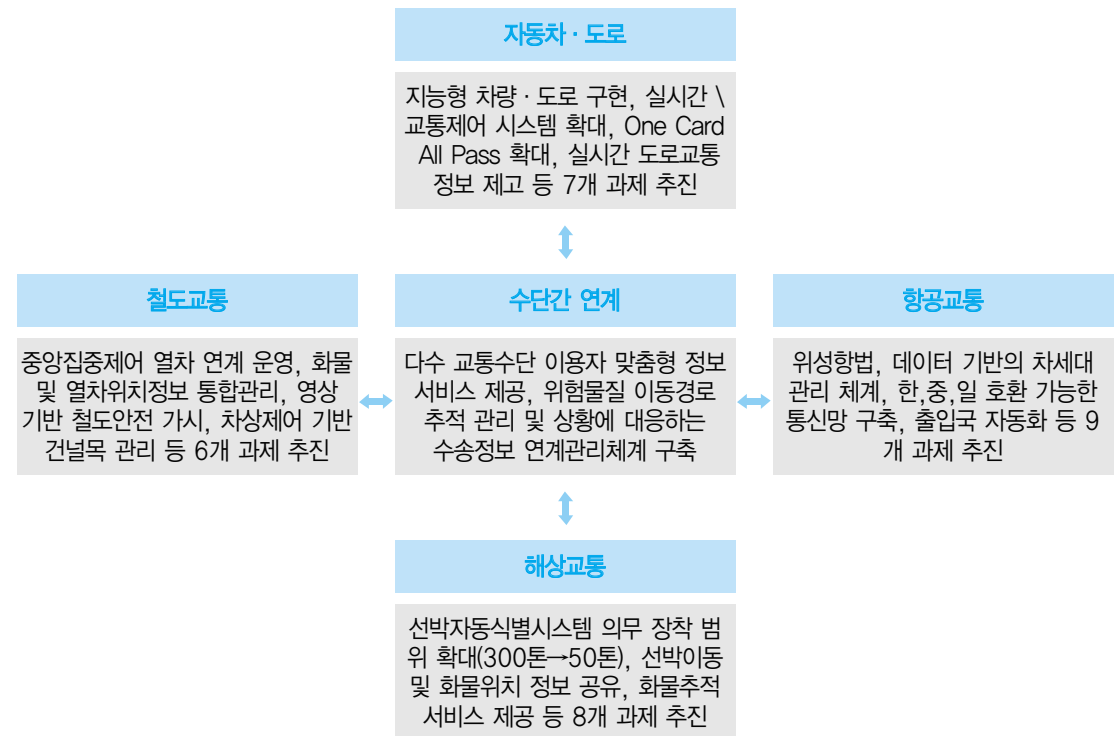 자동차 · 도로
지능형 차량 · 도로 구현, 실시간 \
교통제어 시스템 확대, One Card
All Pass 확대, 실시간 도로교통
정보 제고 등 7개 과제 추진
철도교통
중앙집중제어 열차 연계 운영, 화물
및 열차위치정보 통합관리, 영상
기반 철도안전 가시, 차상제어 기반
건널목 관리 등 6개 과제 추진
수단간 연계
다수 교통수단 이용자 맞춤형 정보
서비스 제공, 위험물질 이동경로
추적 관리 및 상황에 대응하는
수송정보 연계관리체계 구축
항공교통
위성항법, 데이터 기반의 차세대
관리 체계, 한,중,일 호환 가능한
통신망 구축, 출입국 자동화 등 9
개 과제 추진
해상교통
선박자동식별시스템 의무 장착 범
위 확대(300톤→50톤), 선박이동
및 화물위치 정보 공유, 화물추적
서비스 제공 등 8개 과제 추진